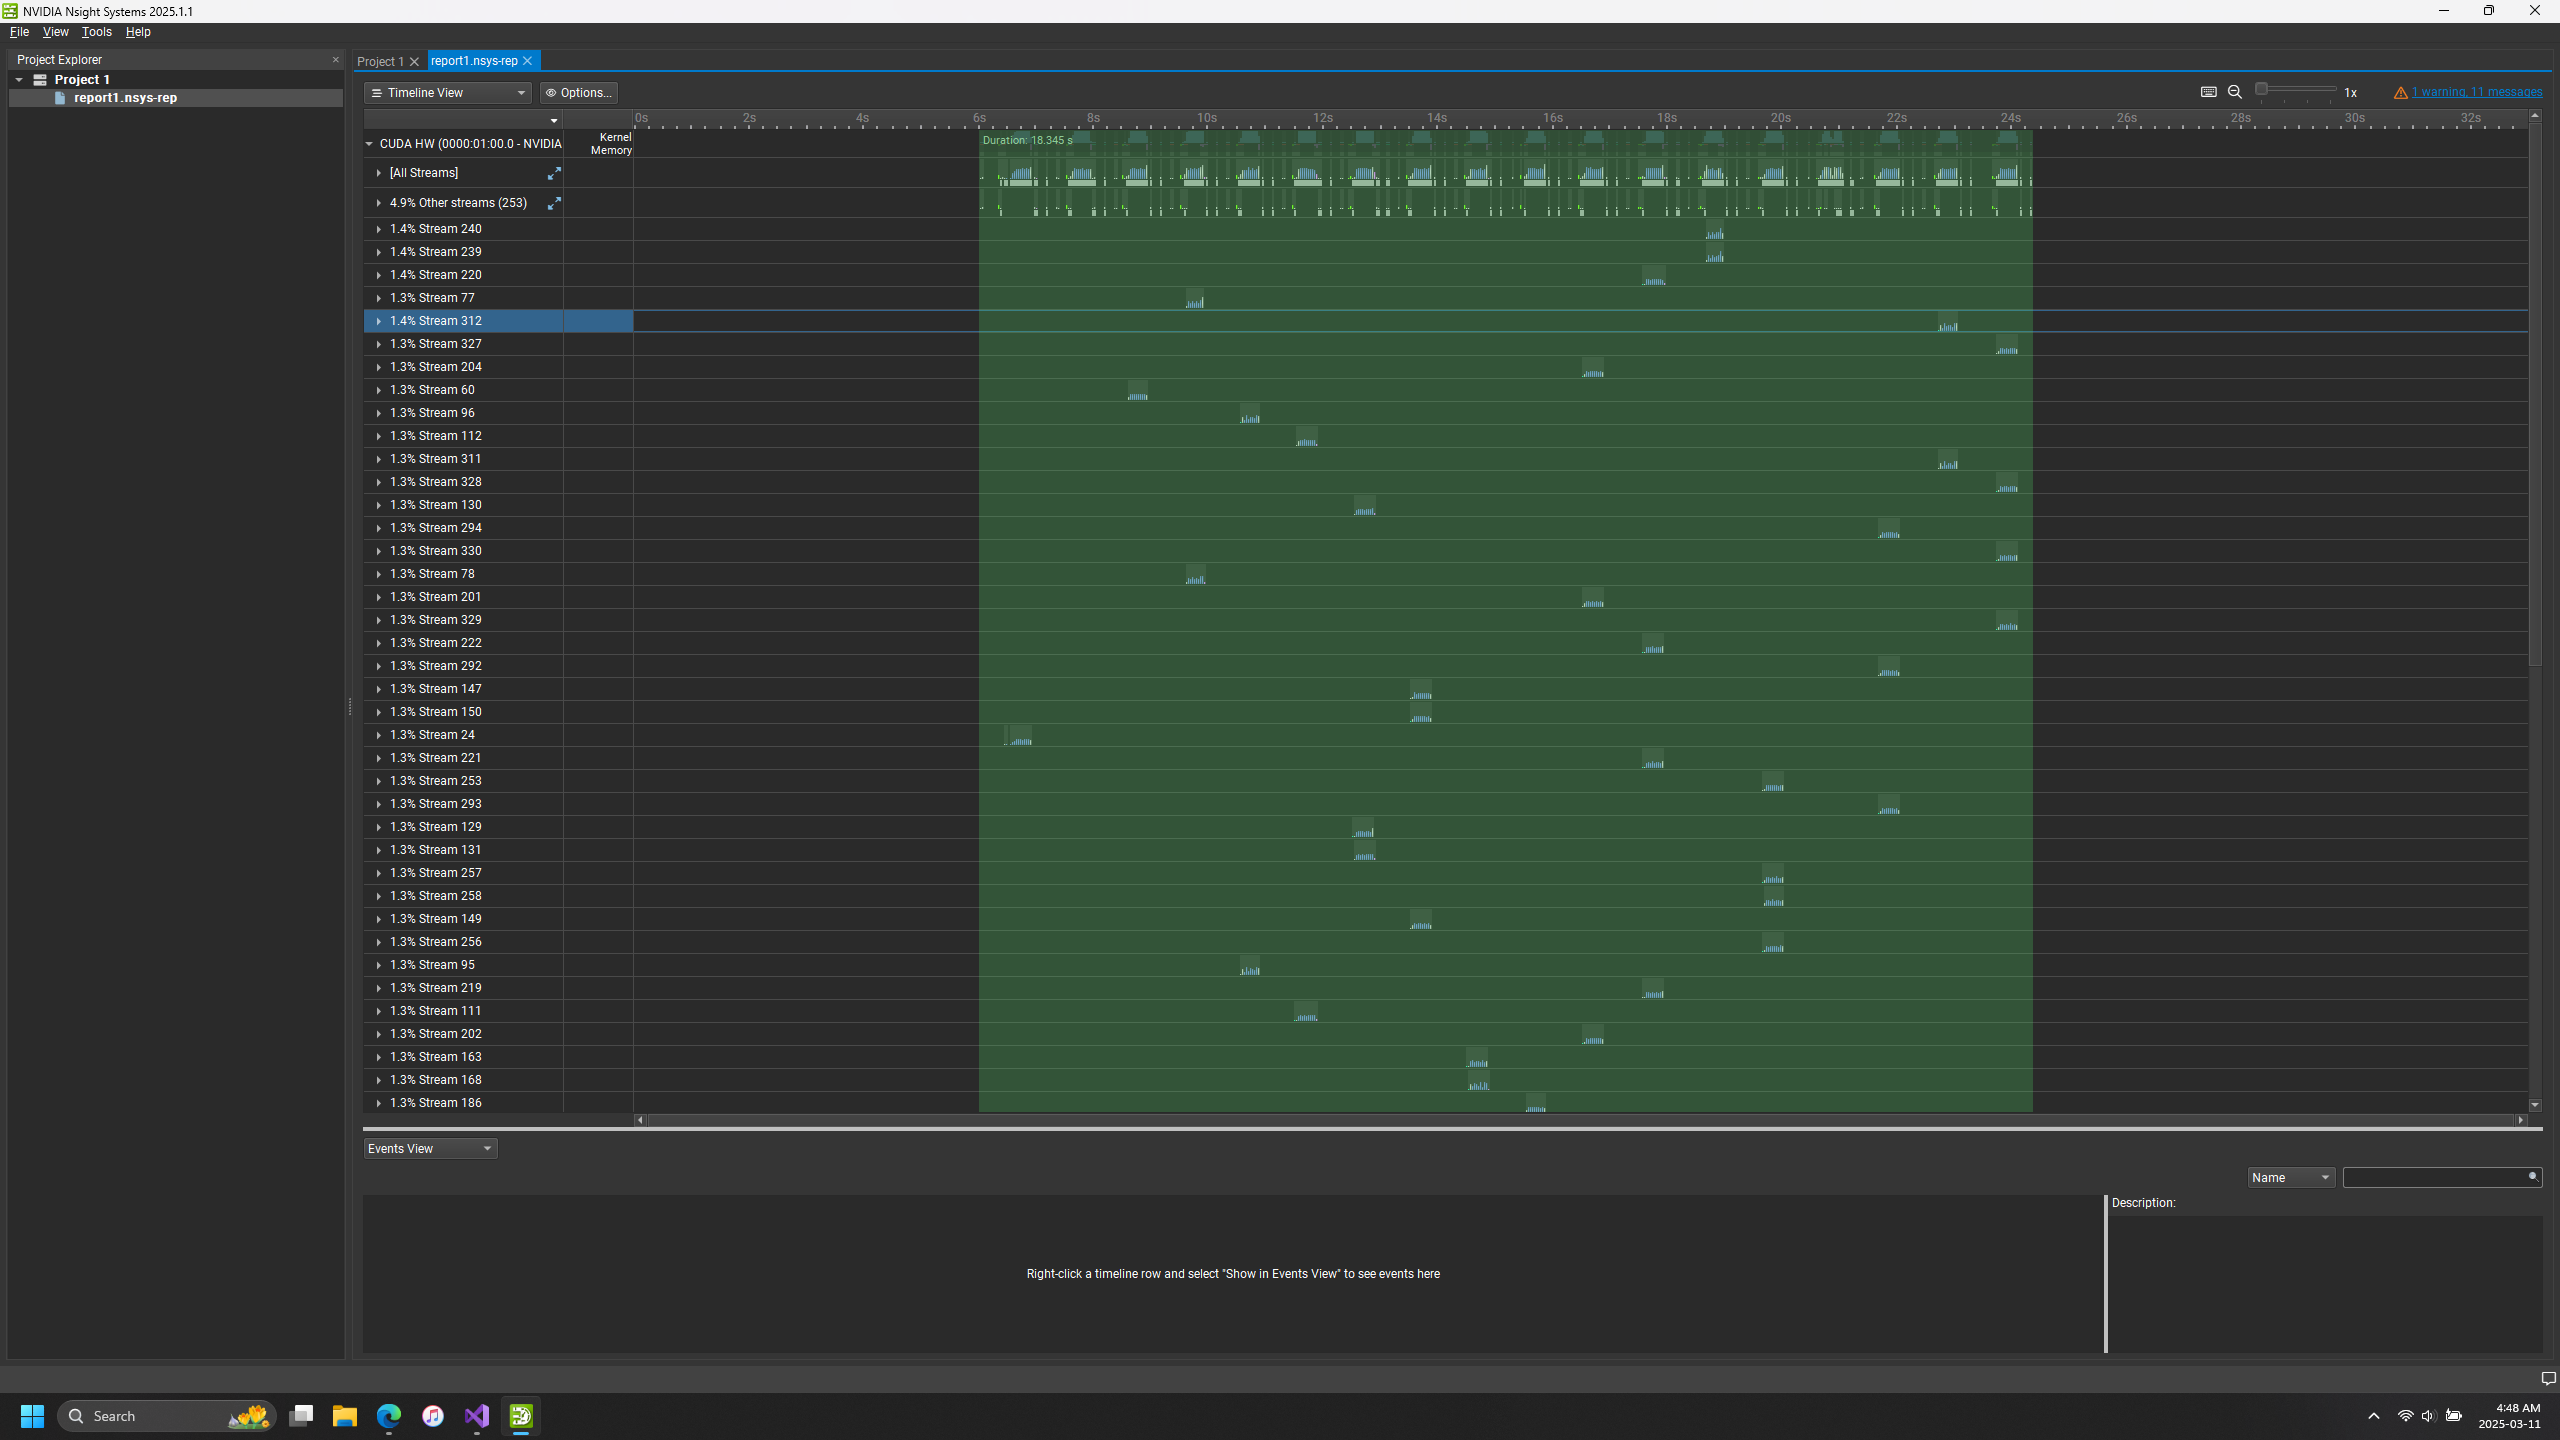 NVIDIA Nsight Systems 2025.1.1
File View Tools Help
Project Explorer
Project 1
report1.nsys-rep
Project 1
report1.nsys-rep
Timeline View
Options...
1x
1 warning, 11 messages
0s 2s 4s 6s 8s 10s 12s 14s 16s 18s 20s 22s 24s 26s 28s 30s 32s
CUDA HW (0000:01:00.0 - NVIDIA
Kernel
Memory
Duration: 18.345 s
[All Streams]
4.9% Other streams (253)
1.4% Stream 240
1.4% Stream 239
1.4% Stream 220
1.3% Stream 77
1.4% Stream 312
1.3% Stream 327
1.3% Stream 204
1.3% Stream 60
1.3% Stream 96
1.3% Stream 112
1.3% Stream 311
1.3% Stream 328
1.3% Stream 130
1.3% Stream 294
1.3% Stream 330
1.3% Stream 78
1.3% Stream 201
1.3% Stream 329
1.3% Stream 222
1.3% Stream 292
1.3% Stream 147
1.3% Stream 150
1.3% Stream 24
1.3% Stream 221
1.3% Stream 253
1.3% Stream 293
1.3% Stream 129
1.3% Stream 131
1.3% Stream 257
1.3% Stream 258
1.3% Stream 149
1.3% Stream 256
1.3% Stream 95
1.3% Stream 219
1.3% Stream 111
1.3% Stream 202
1.3% Stream 163
1.3% Stream 168
1.3% Stream 186
Events View
Name
Description:
Right-click a timeline row and select "Show in Events View" to see events here
Search
4:48 AM
2025-03-11